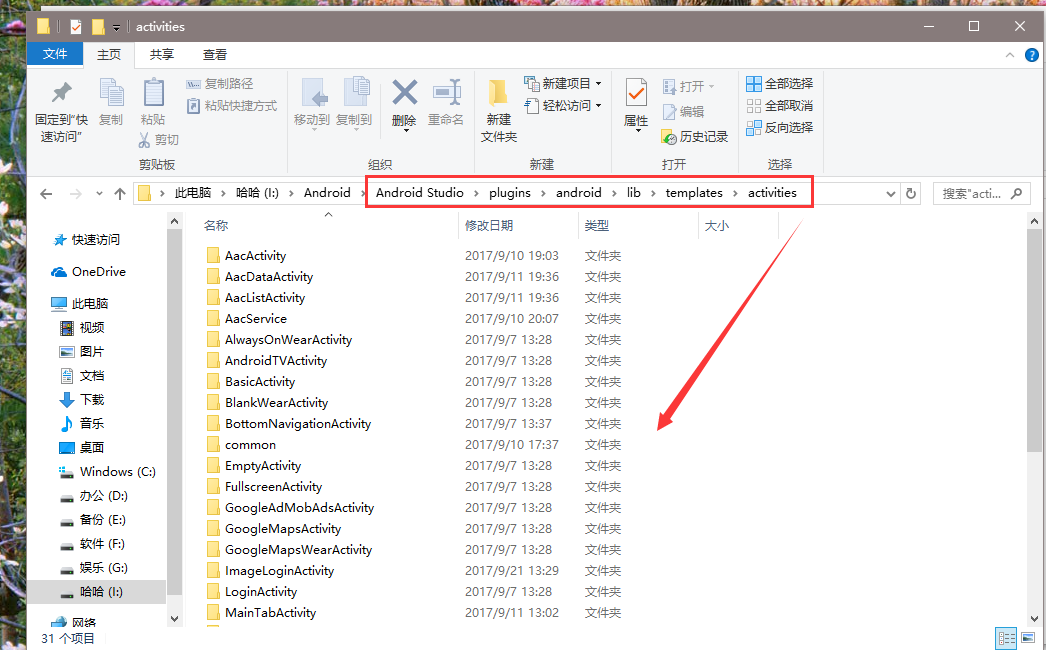 activities
文件 主页 共享 查看
固定到“快速访问”
复制
粘贴
复制路径
粘贴快捷方式
剪切
剪贴板
移动到
复制到
删除
重命名
组织
新建文件夹
新建项目
轻松访问
新建
属性
打开
编辑
历史记录
打开
全部选择
全部取消
反向选择
选择
此电脑 › 哈哈 (I:) › Android › Android Studio › plugins › android › lib › templates › activities
搜索"acti...
快速访问
OneDrive
此电脑
视频
图片
文档
下载
音乐
桌面
Windows (C:)
办公 (D:)
备份 (E:)
软件 (F:)
娱乐 (G:)
哈哈 (I:)
网络
名称 修改日期 类型 大小
AacActivity 2017/9/10 19:03 文件夹
AacDataActivity 2017/9/11 19:36 文件夹
AacListActivity 2017/9/11 19:36 文件夹
AacService 2017/9/10 20:07 文件夹
AlwaysOnWearActivity 2017/9/7 13:28 文件夹
AndroidTVActivity 2017/9/7 13:28 文件夹
BasicActivity 2017/9/7 13:28 文件夹
BlankWearActivity 2017/9/7 13:28 文件夹
BottomNavigationActivity 2017/9/7 13:37 文件夹
common 2017/9/10 17:37 文件夹
EmptyActivity 2017/9/7 13:28 文件夹
FullscreenActivity 2017/9/7 13:28 文件夹
GoogleAdMobAdsActivity 2017/9/7 13:28 文件夹
GoogleMapsActivity 2017/9/7 13:28 文件夹
GoogleMapsWearActivity 2017/9/7 13:28 文件夹
ImageLoginActivity 2017/9/21 13:29 文件夹
LoginActivity 2017/9/7 13:28 文件夹
MainTabActivity 2017/9/11 13:02 文件夹
31 个项目